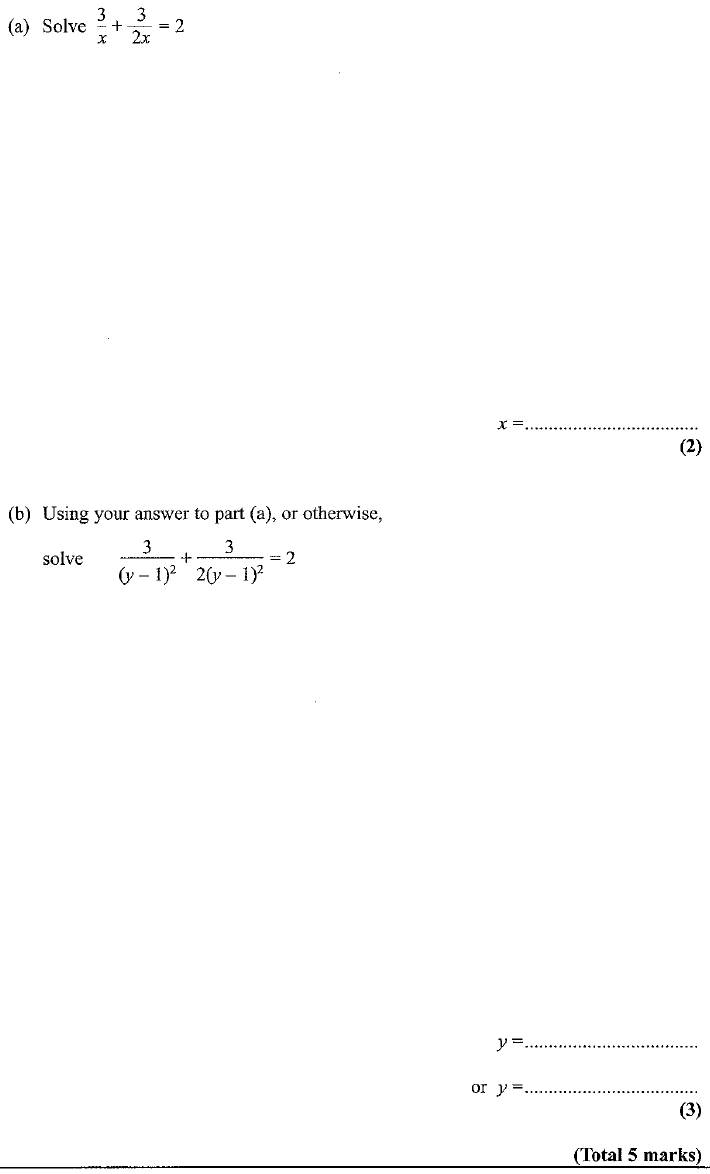 (a) Solve 3/x + 3/2x = 2
x = ....................................
(2)
(b) Using your answer to part (a), or otherwise,
solve 3/(y – 1)² + 3/2(y – 1)² = 2
y = ....................................
or y = ....................................
(3)
(Total 5 marks)